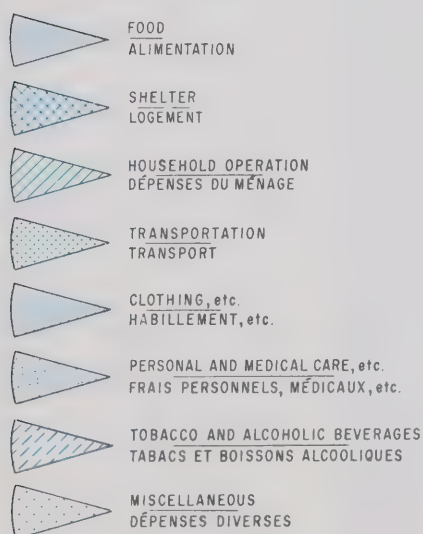 FOOD
ALIMENTATION
SHELTER
LOGEMENT
HOUSEHOLD OPERATION
DÉPENSES DU MÉNAGE
TRANSPORTATION
TRANSPORT
CLOTHING, etc.
HABILLEMENT, etc.
PERSONAL AND MEDICAL CARE, etc.
FRAIS PERSONNELS, MÉDICAUX, etc.
TOBACCO AND ALCOHOLIC BEVERAGES
TABACS ET BOISSONS ALCOOLIQUES
MISCELLANEOUS
DÉPENSES DIVERSES